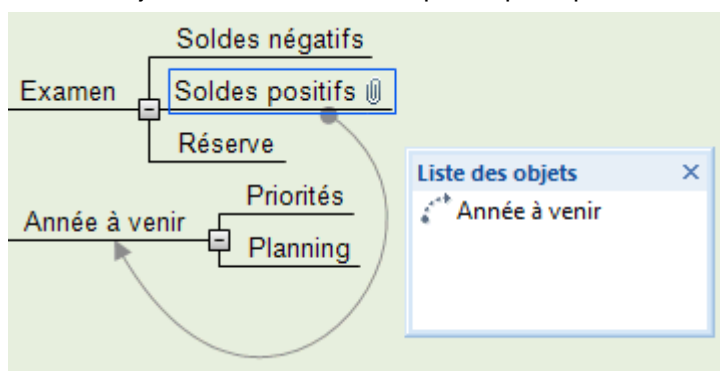 Soldes négatifs
Examen
Soldes positifs
Réserve
Liste des objets
Année à venir
Priorités
Année à venir
Planning